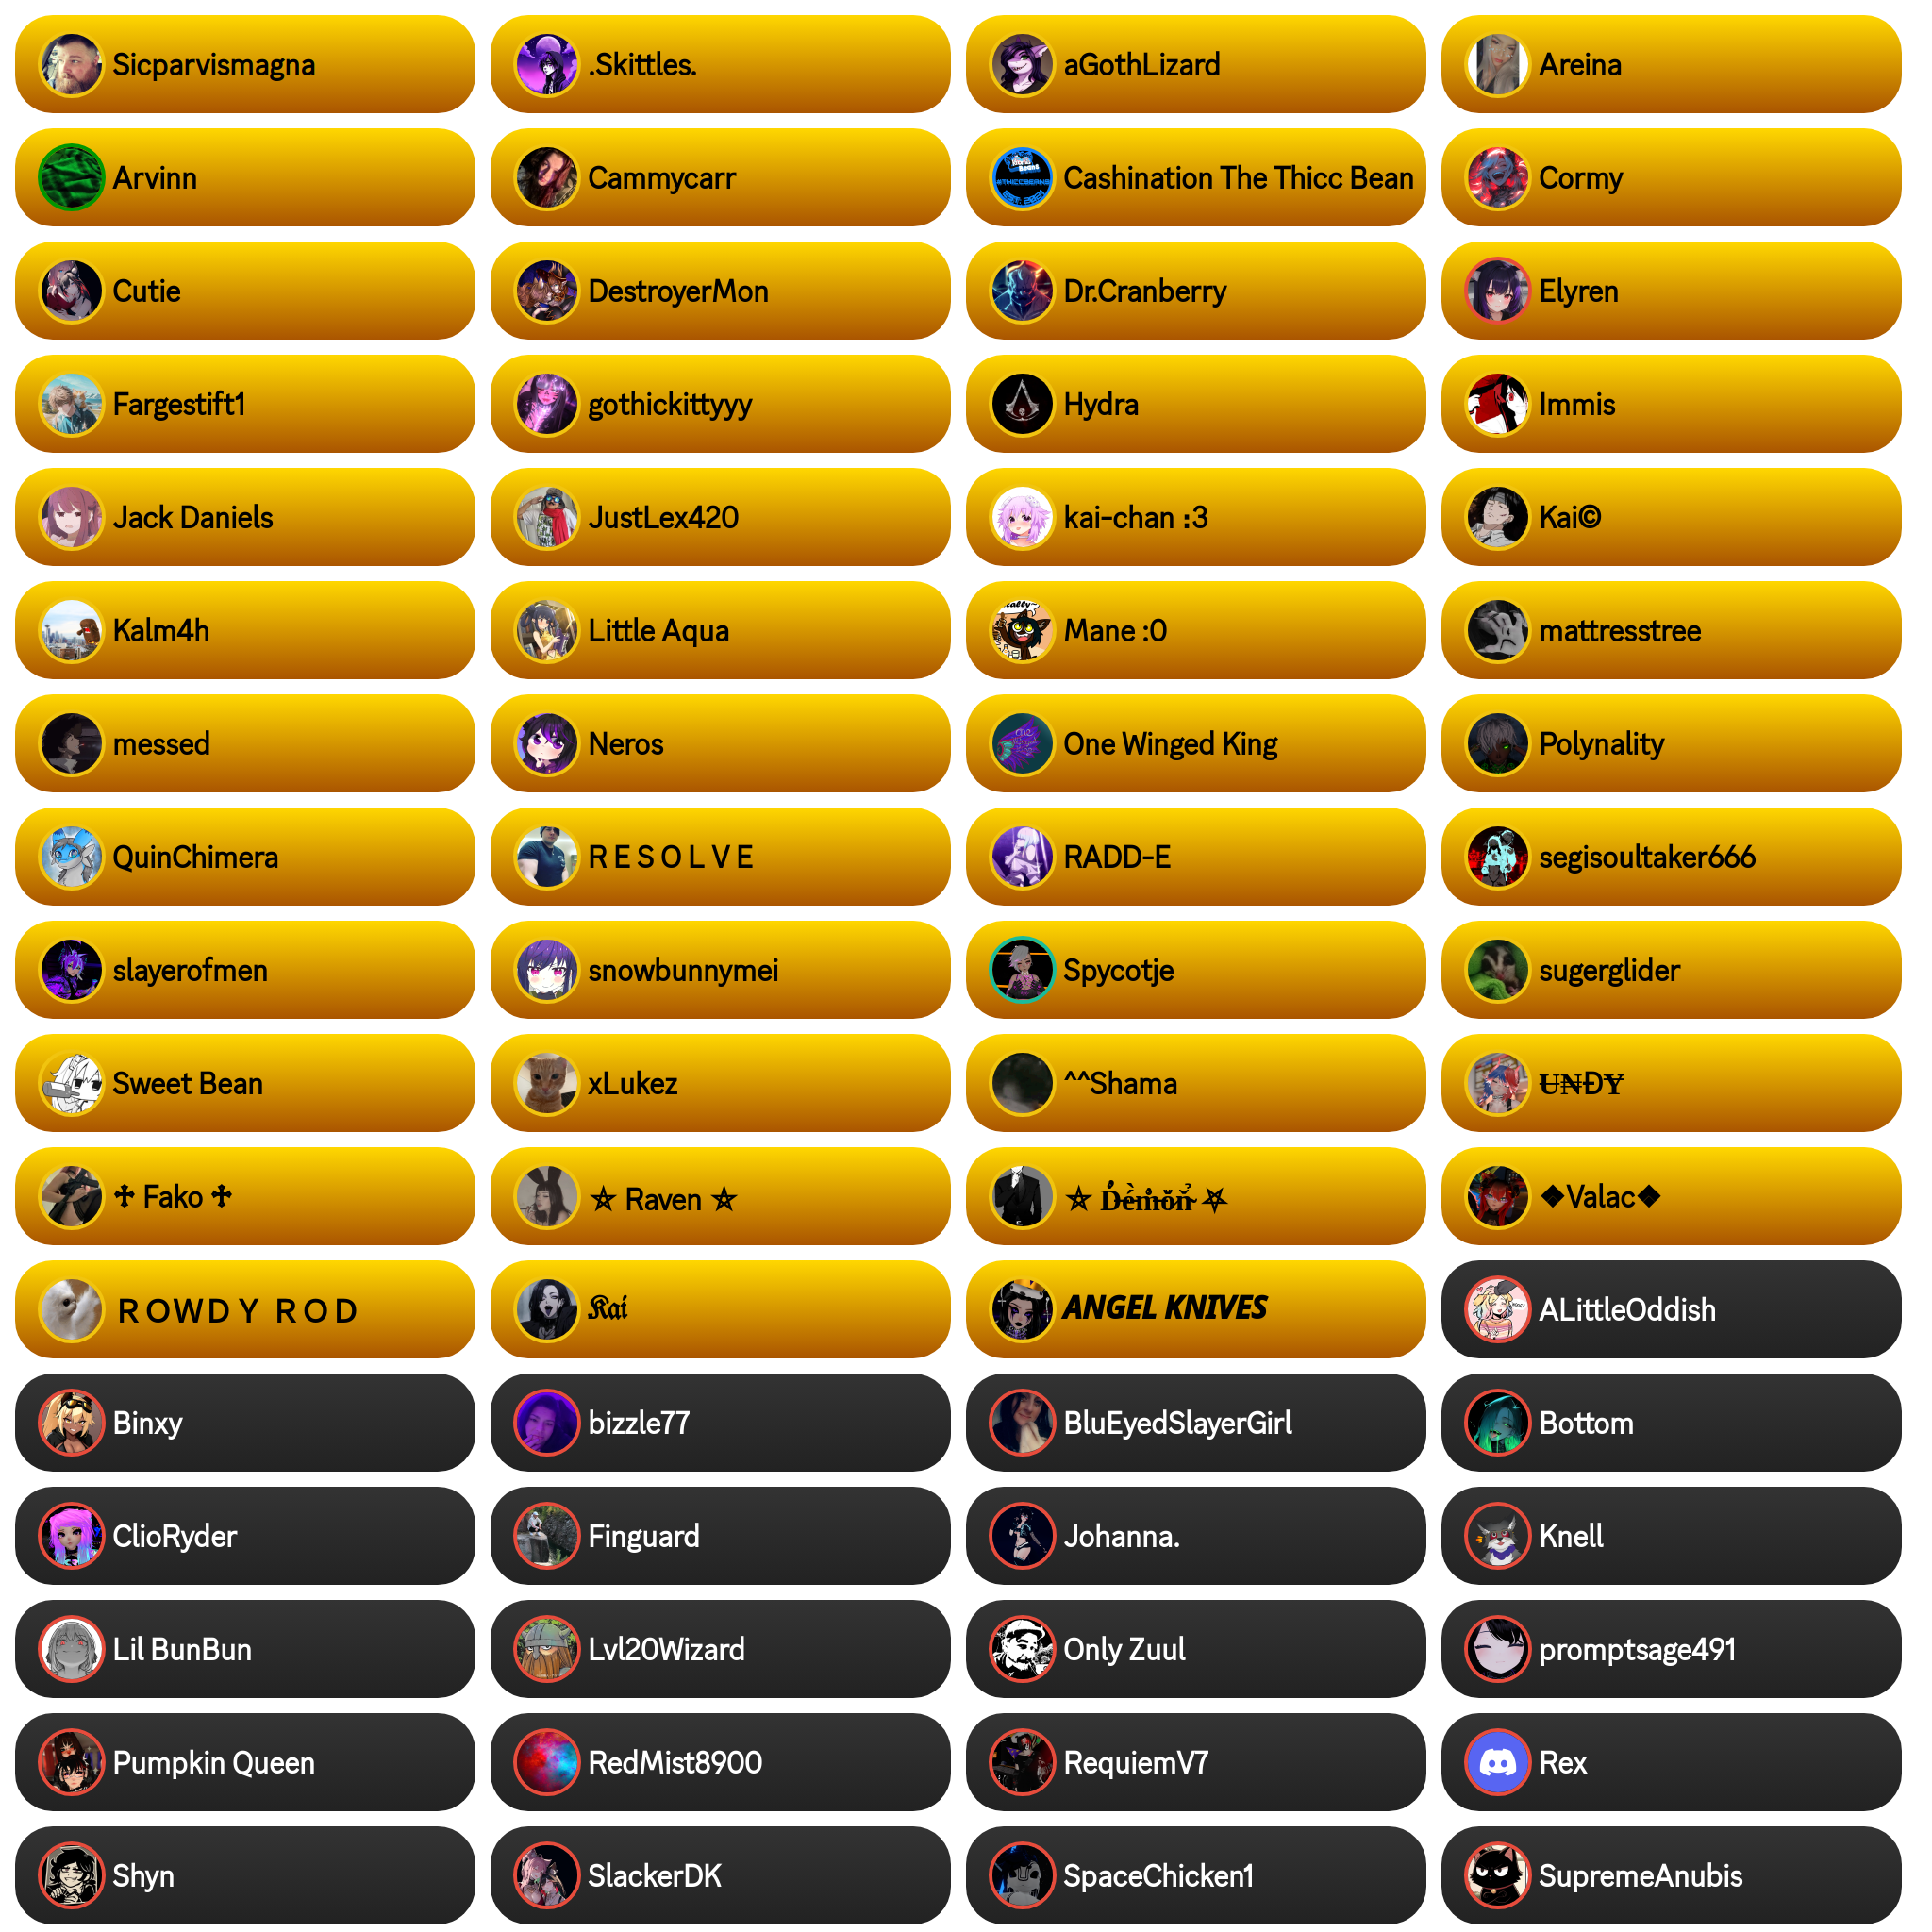 Sicparvismagna
.Skittles.
aGothLizard
Areina
Arvinn
Cammycarr
Cashination The Thicc Bean
Cormy
Cutie
DestroyerMon
Dr.Cranberry
Elyren
Fargestift1
gothickittyyy
Hydra
Immis
Jack Daniels
JustLex420
kai-chan :3
Kai©
Kalm4h
Little Aqua
Mane :0
mattresstree
messed
Neros
One Winged King
Polynality
QuinChimera
R E S O L V E
RADD-E
segisoultaker666
slayerofmen
snowbunnymei
Spycotje
sugerglider
Sweet Bean
xLukez
^^Shama
U̶N̶ĐY̶
♱ Fako ♱
⛤ Raven ⛤
⛤ D̴é̴m̴o̴n̴ ⛧
❖Valac❖
ＲＯＷＤＹ ＲＯＤ
𝕶𝖆𝖎
𝘼𝙉𝙂𝙀𝙇 𝙆𝙉𝙄𝙑𝙀𝙎
ALittleOddish
Binxy
bizzle77
BluEyedSlayerGirl
Bottom
ClioRyder
Finguard
Johanna.
Knell
Lil BunBun
Lvl20Wizard
Only Zuul
promptsage491
Pumpkin Queen
RedMist8900
RequiemV7
Rex
Shyn
SlackerDK
SpaceChicken1
SupremeAnubis